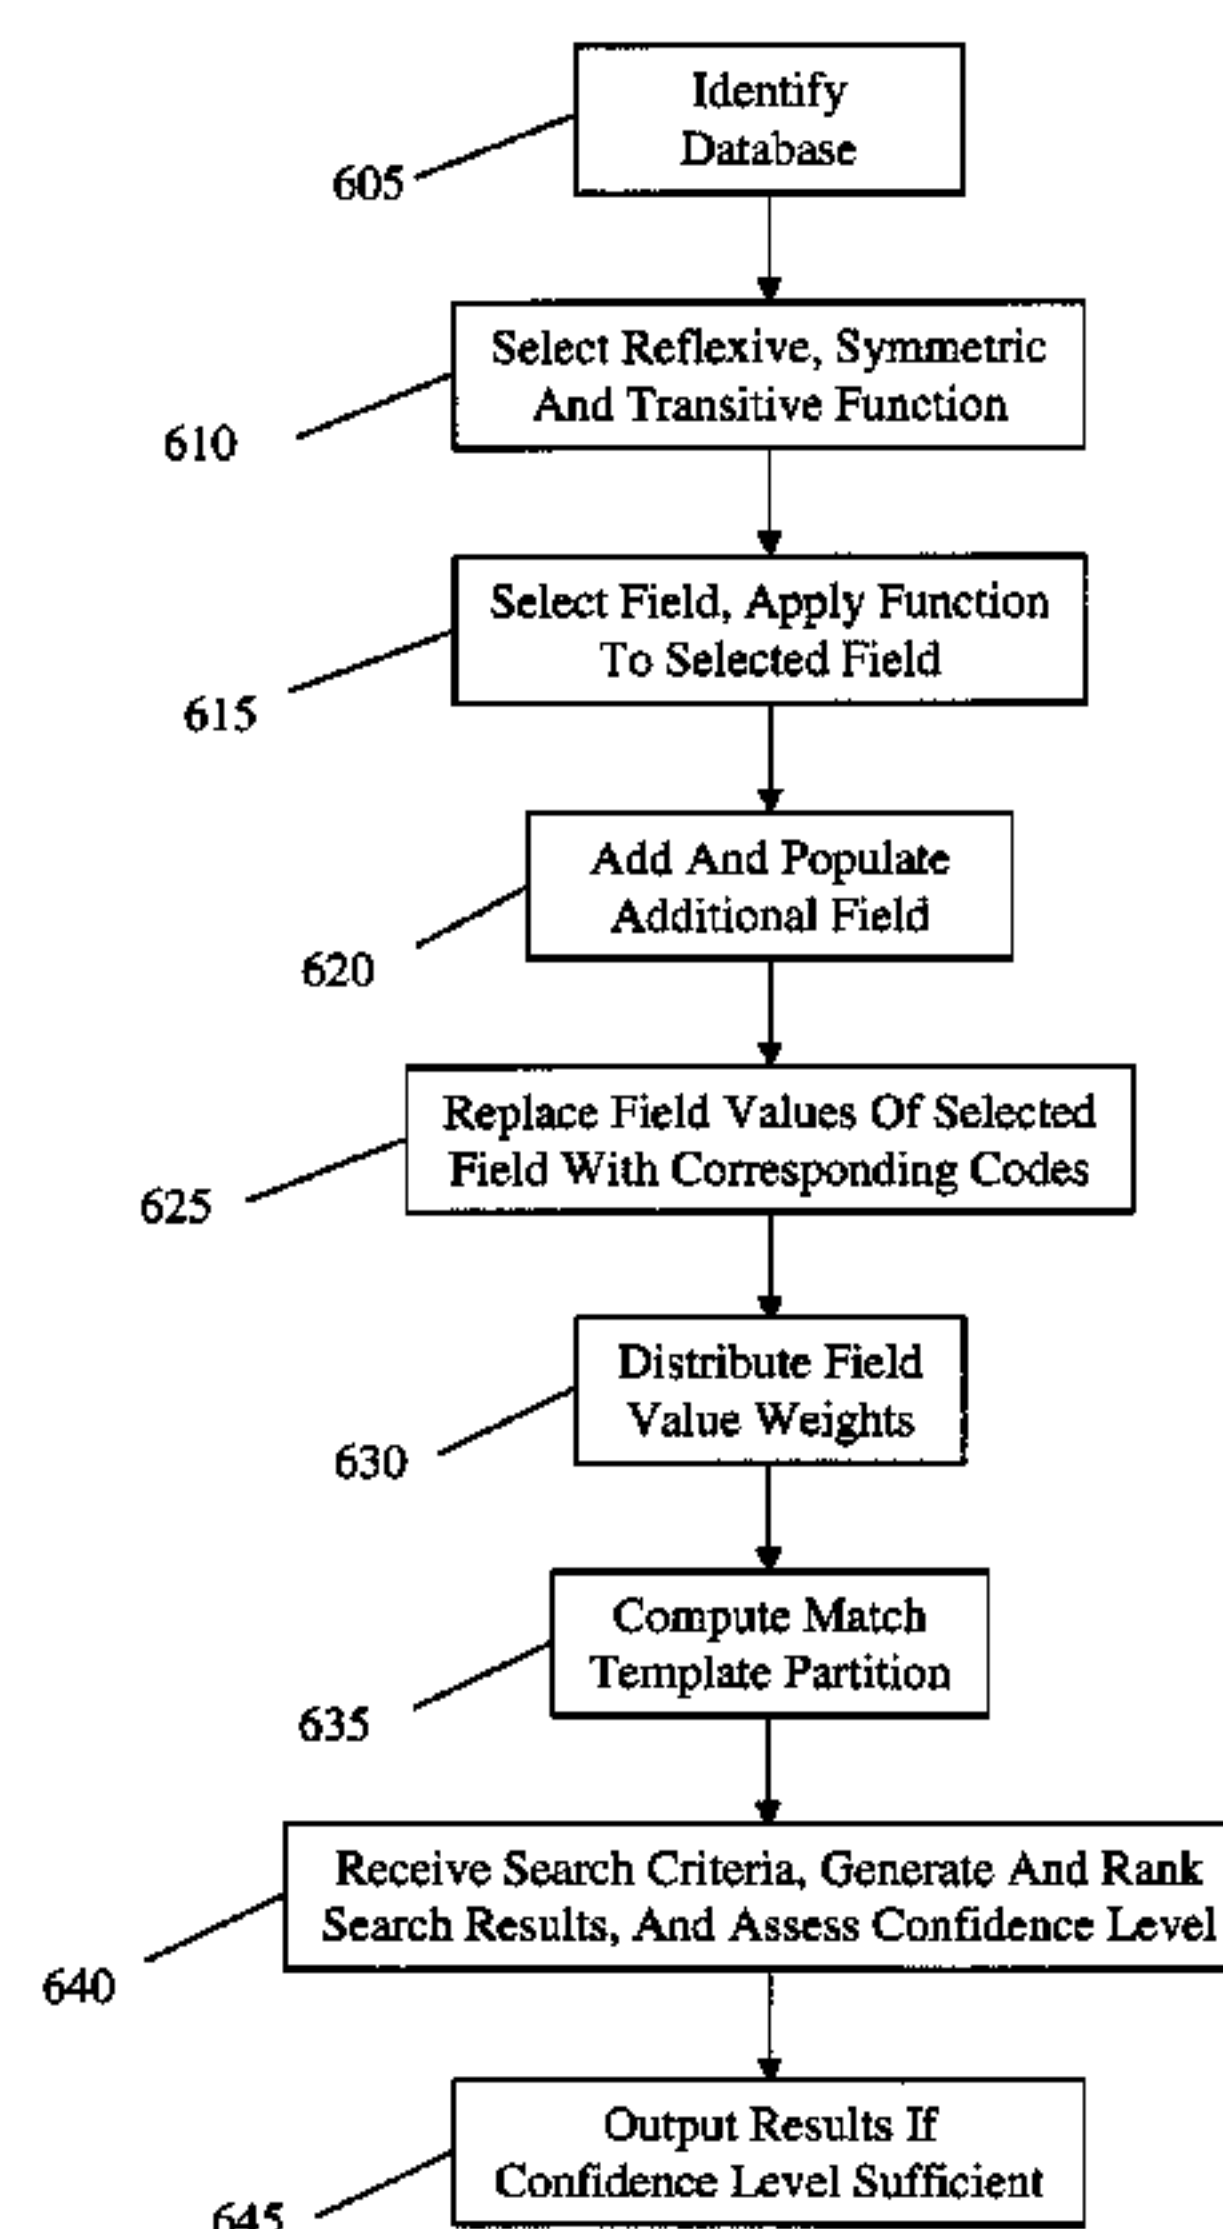 Identify
Database
605
Select Reflexive, Symmetric
And Transitive Function
610
Select Field, Apply Function
To Selected Field
615
Add And Populate
Additional Field
620
Replace Field Values Of Selected
Field With Corresponding Codes
625
Distribute Field
Value Weights
630
Compute Match
Template Partition
635
Receive Search Criteria, Generate And Rank
Search Results, And Assess Confidence Level
640
Output Results If
Confidence Level Sufficient
645